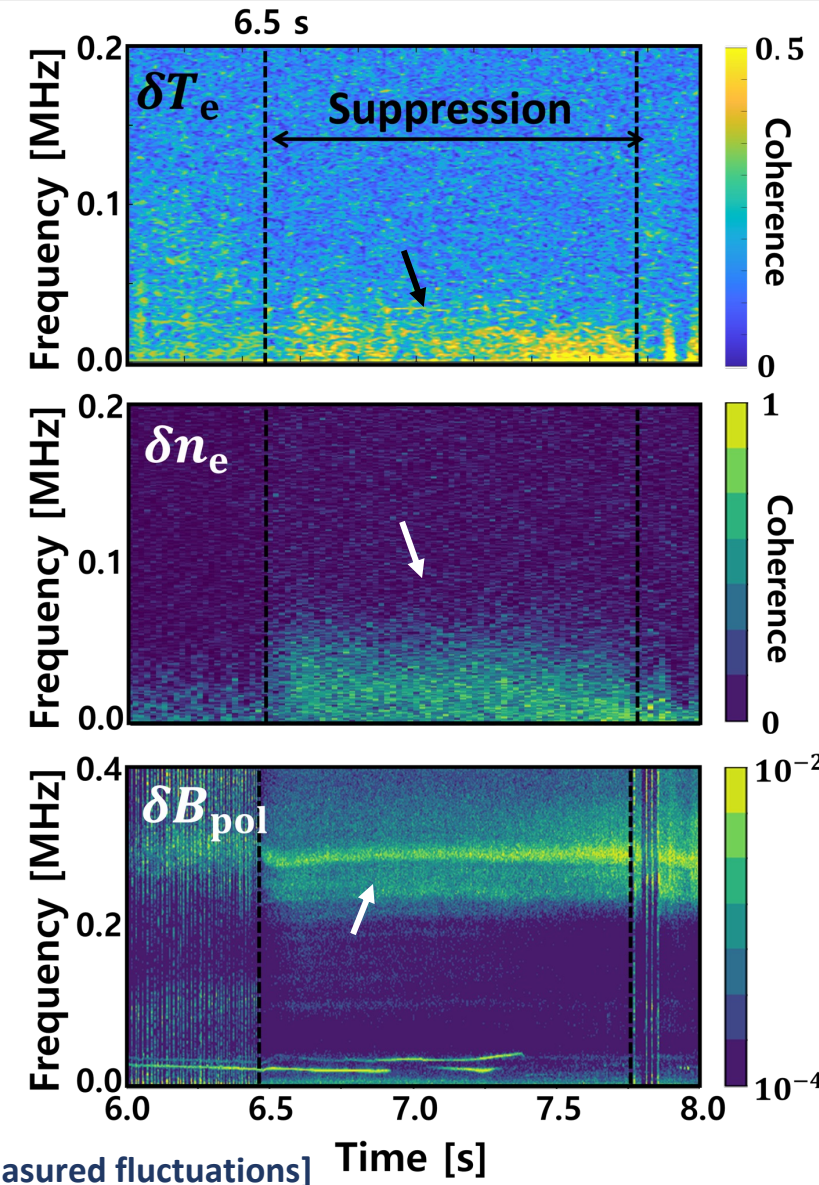 6.5 s
0.2
0.1
0.0
Frequency [MHz]
δTₑ
Suppression
0.5
0
Coherence
0.2
0.1
0.0
Frequency [MHz]
δnₑ
1
0
Coherence
0.4
0.2
0.0
Frequency [MHz]
δB_pol
10⁻²
10⁻⁴
6.0 6.5 7.0 7.5 8.0
Time [s]
asured fluctuations]